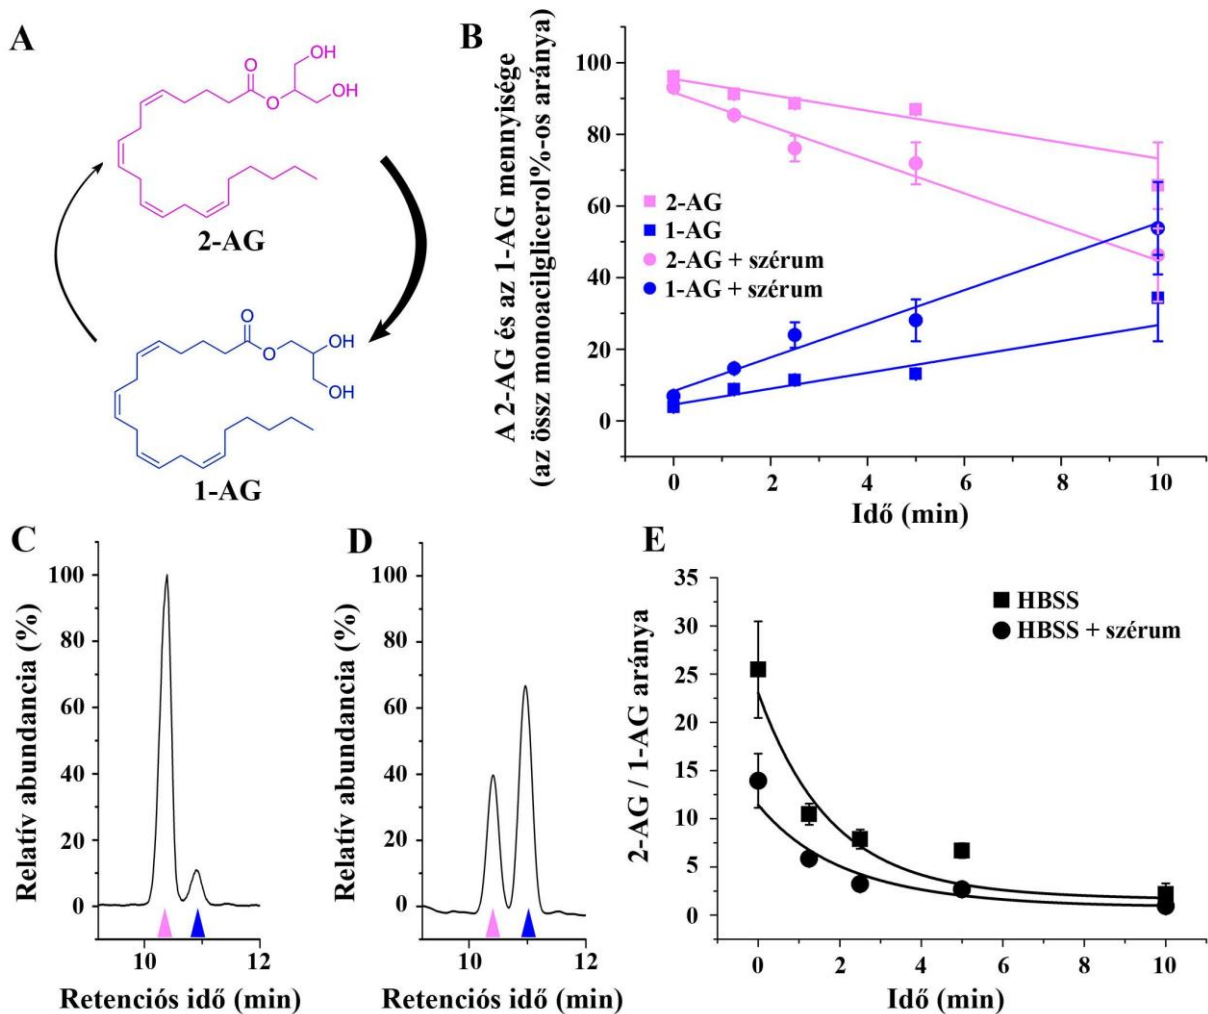 A
O
O
OH
OH
2-AG
O
O
OH
OH
1-AG
B
A 2-AG és az 1-AG mennyisége
(az össz monoacilglicerol%-os aránya)
100
80
60
40
20
0
2-AG
1-AG
2-AG + szérum
1-AG + szérum
0
2
4
6
8
10
Idő (min)
C
Relatív abundancia (%)
100
80
60
40
20
0
10
12
Retenciós idő (min)
D
Relatív abundancia (%)
100
80
60
40
20
0
10
12
Retenciós idő (min)
E
2-AG / 1-AG aránya
35
30
25
20
15
10
5
0
HBSS
HBSS + szérum
0
2
4
6
8
10
Idő (min)